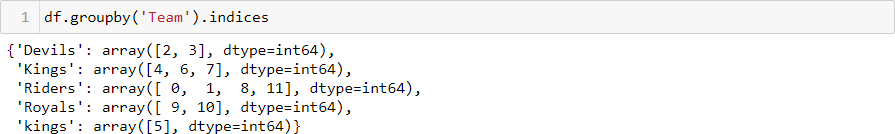 1 df.groupby('Team').indices
{'Devils': array([2, 3], dtype=int64),
 'Kings': array([4, 6, 7], dtype=int64),
 'Riders': array([ 0,  1,  8, 11], dtype=int64),
 'Royals': array([ 9, 10], dtype=int64),
 'kings': array([5], dtype=int64)}